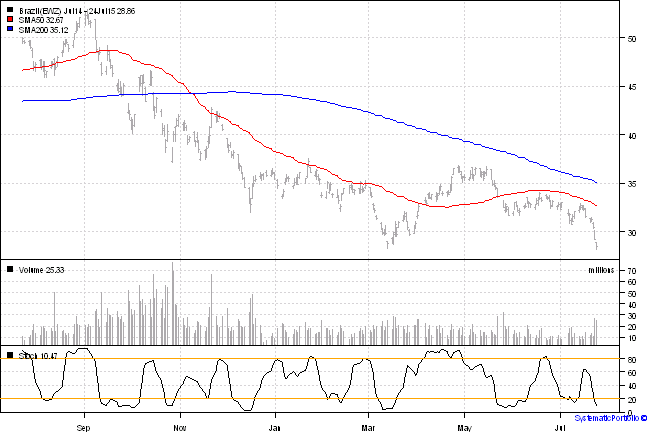 Brazil(EWZ) Jul14 - 24Jul15 28.86
SMA50 32.67
SMA200 35.12
50
45
40
35
30
Volume 25.33
millions
70
60
50
40
30
20
10
Stoch 10.47
80
60
40
20
0
Sep
Nov
Jan
Mar
May
Jul
SystematicPortfolio ©